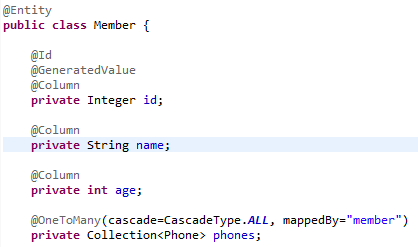 @Entity
public class Member {
@Id
@GeneratedValue
@Column
private Integer id;
@Column
private String name;
@Column
private int age;
@OneToMany(cascade=CascadeType.ALL, mappedBy="member")
private Collection<Phone> phones;